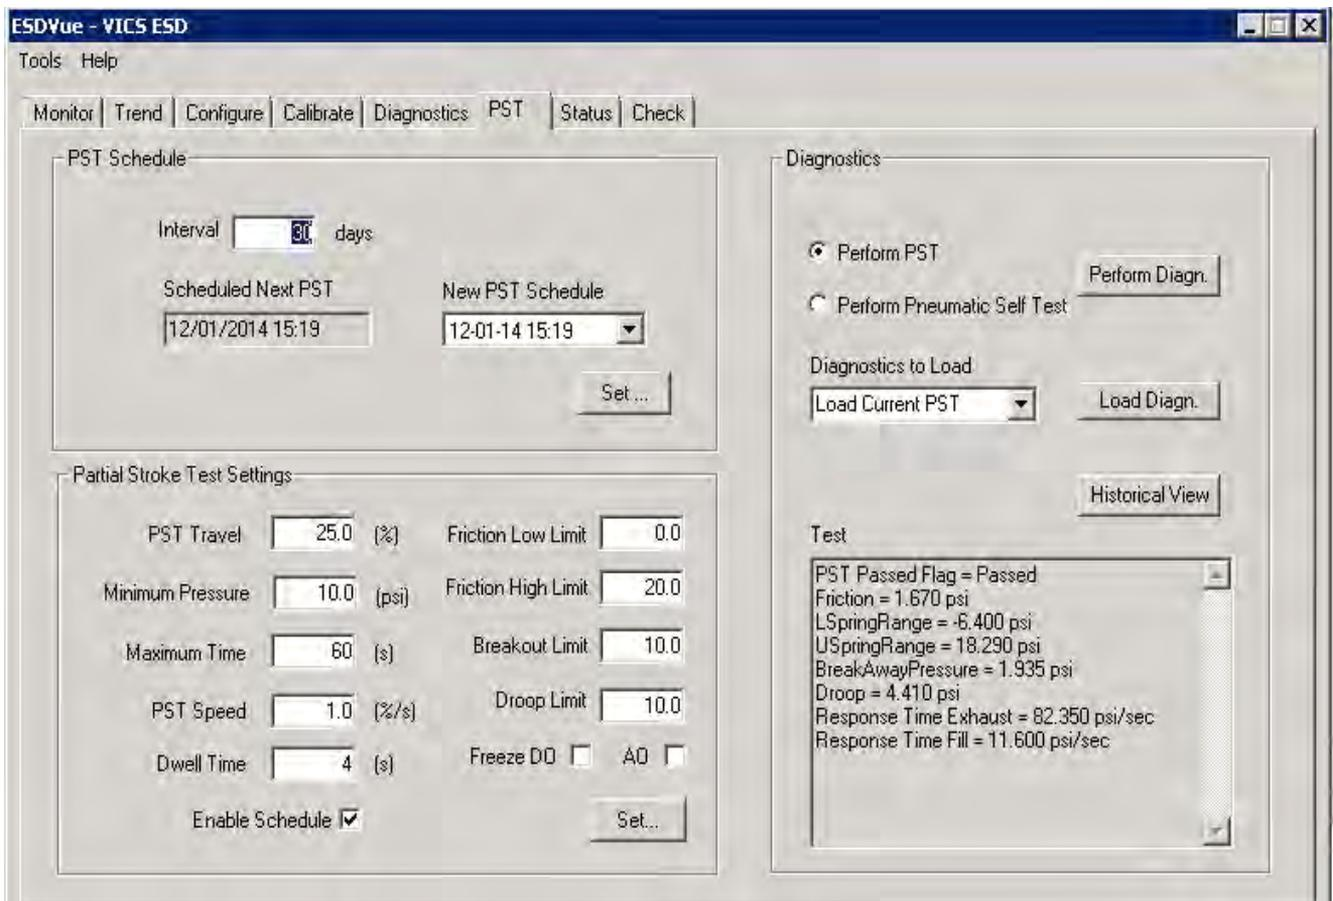 ESDVue - VICS ESD
Tools Help
Monitor Trend Configure Calibrate Diagnostics PST Status Check
PST Schedule
Interval 30 days
Scheduled Next PST
12/01/2014 15:19
New PST Schedule
12-01-14 15:19
Set ...
Partial Stroke Test Settings
PST Travel 25.0 (%)
Minimum Pressure 10.0 (psi)
Maximum Time 60 (s)
PST Speed 1.0 (%/s)
Dwell Time 4 (s)
Enable Schedule
Friction Low Limit 0.0
Friction High Limit 20.0
Breakout Limit 10.0
Droop Limit 10.0
Freeze DO AO
Set...
Diagnostics
Perform PST
Perform Pneumatic Self Test
Perform Diagn.
Diagnostics to Load
Load Current PST
Load Diagn.
Historical View
Test
PST Passed Flag = Passed
Friction = 1.670 psi
LSpringRange = -6.400 psi
USpringRange = 18.290 psi
BreakAwayPressure = 1.935 psi
Droop = 4.410 psi
Response Time Exhaust = 82.350 psi/sec
Response Time Fill = 11.600 psi/sec